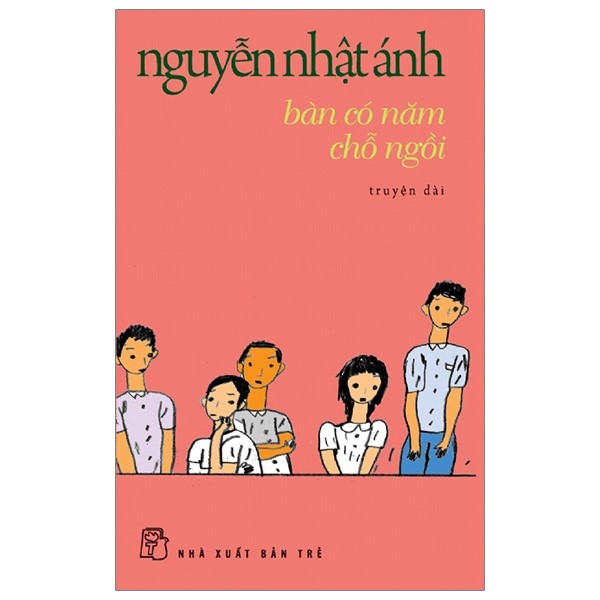 nguyễn nhật ánh
bàn có năm
chỗ ngồi
truyện dài
T
NHÀ XUẤT BẢN TRẺ